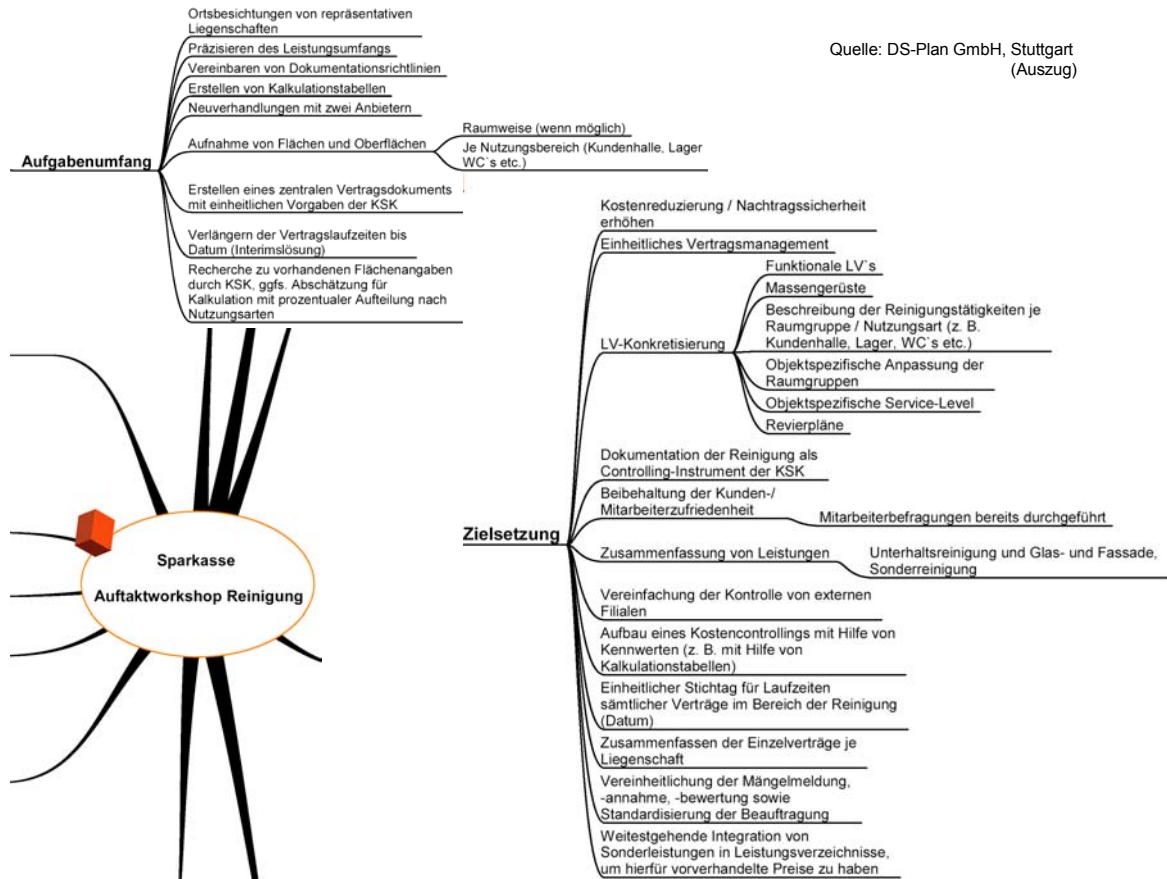 Quelle: DS-Plan GmbH, Stuttgart
(Auszug)
Aufgabenumfang
Ortsbesichtungen von repräsentativen
Liegenschaften
Präzisieren des Leistungsumfangs
Vereinbaren von Dokumentationsrichtlinien
Erstellen von Kalkulationstabellen
Neuverhandlungen mit zwei Anbietern
Aufnahme von Flächen und Oberflächen
Raumweise (wenn möglich)
Je Nutzungsbereich (Kundenhalle, Lager
WC`s etc.)
Erstellen eines zentralen Vertragsdokuments
mit einheitlichen Vorgaben der KSK
Verlängern der Vertragslaufzeiten bis
Datum (Interimslösung)
Recherche zu vorhandenen Flächenangaben
durch KSK, ggfs. Abschätzung für
Kalkulation mit prozentualer Aufteilung nach
Nutzungsarten
Sparkasse
Auftaktworkshop Reinigung
Zielsetzung
Kostenreduzierung / Nachtragssicherheit
erhöhen
Einheitliches Vertragsmanagement
LV-Konkretisierung
Funktionale LV`s
Massengerüste
Beschreibung der Reinigungstätigkeiten je
Raumgruppe / Nutzungsart (z. B.
Kundenhalle, Lager, WC`s etc.)
Objektspezifische Anpassung der
Raumgruppen
Objektspezifische Service-Level
Revierpläne
Dokumentation der Reinigung als
Controlling-Instrument der KSK
Beibehaltung der Kunden-/
Mitarbeiterzufriedenheit
Mitarbeiterbefragungen bereits durchgeführt
Zusammenfassung von Leistungen
Unterhaltsreinigung und Glas- und Fassade,
Sonderreinigung
Vereinfachung der Kontrolle von externen
Filialen
Aufbau eines Kostencontrollings mit Hilfe von
Kennwerten (z. B. mit Hilfe von
Kalkulationstabellen)
Einheitlicher Stichtag für Laufzeiten
sämtlicher Verträge im Bereich der Reinigung
(Datum)
Zusammenfassen der Einzelverträge je
Liegenschaft
Vereinheitlichung der Mängelmeldung,
-annahme, -bewertung sowie
Standardisierung der Beauftragung
Weitestgehende Integration von
Sonderleistungen in Leistungsverzeichnisse,
um hierfür vorverhandelte Preise zu haben